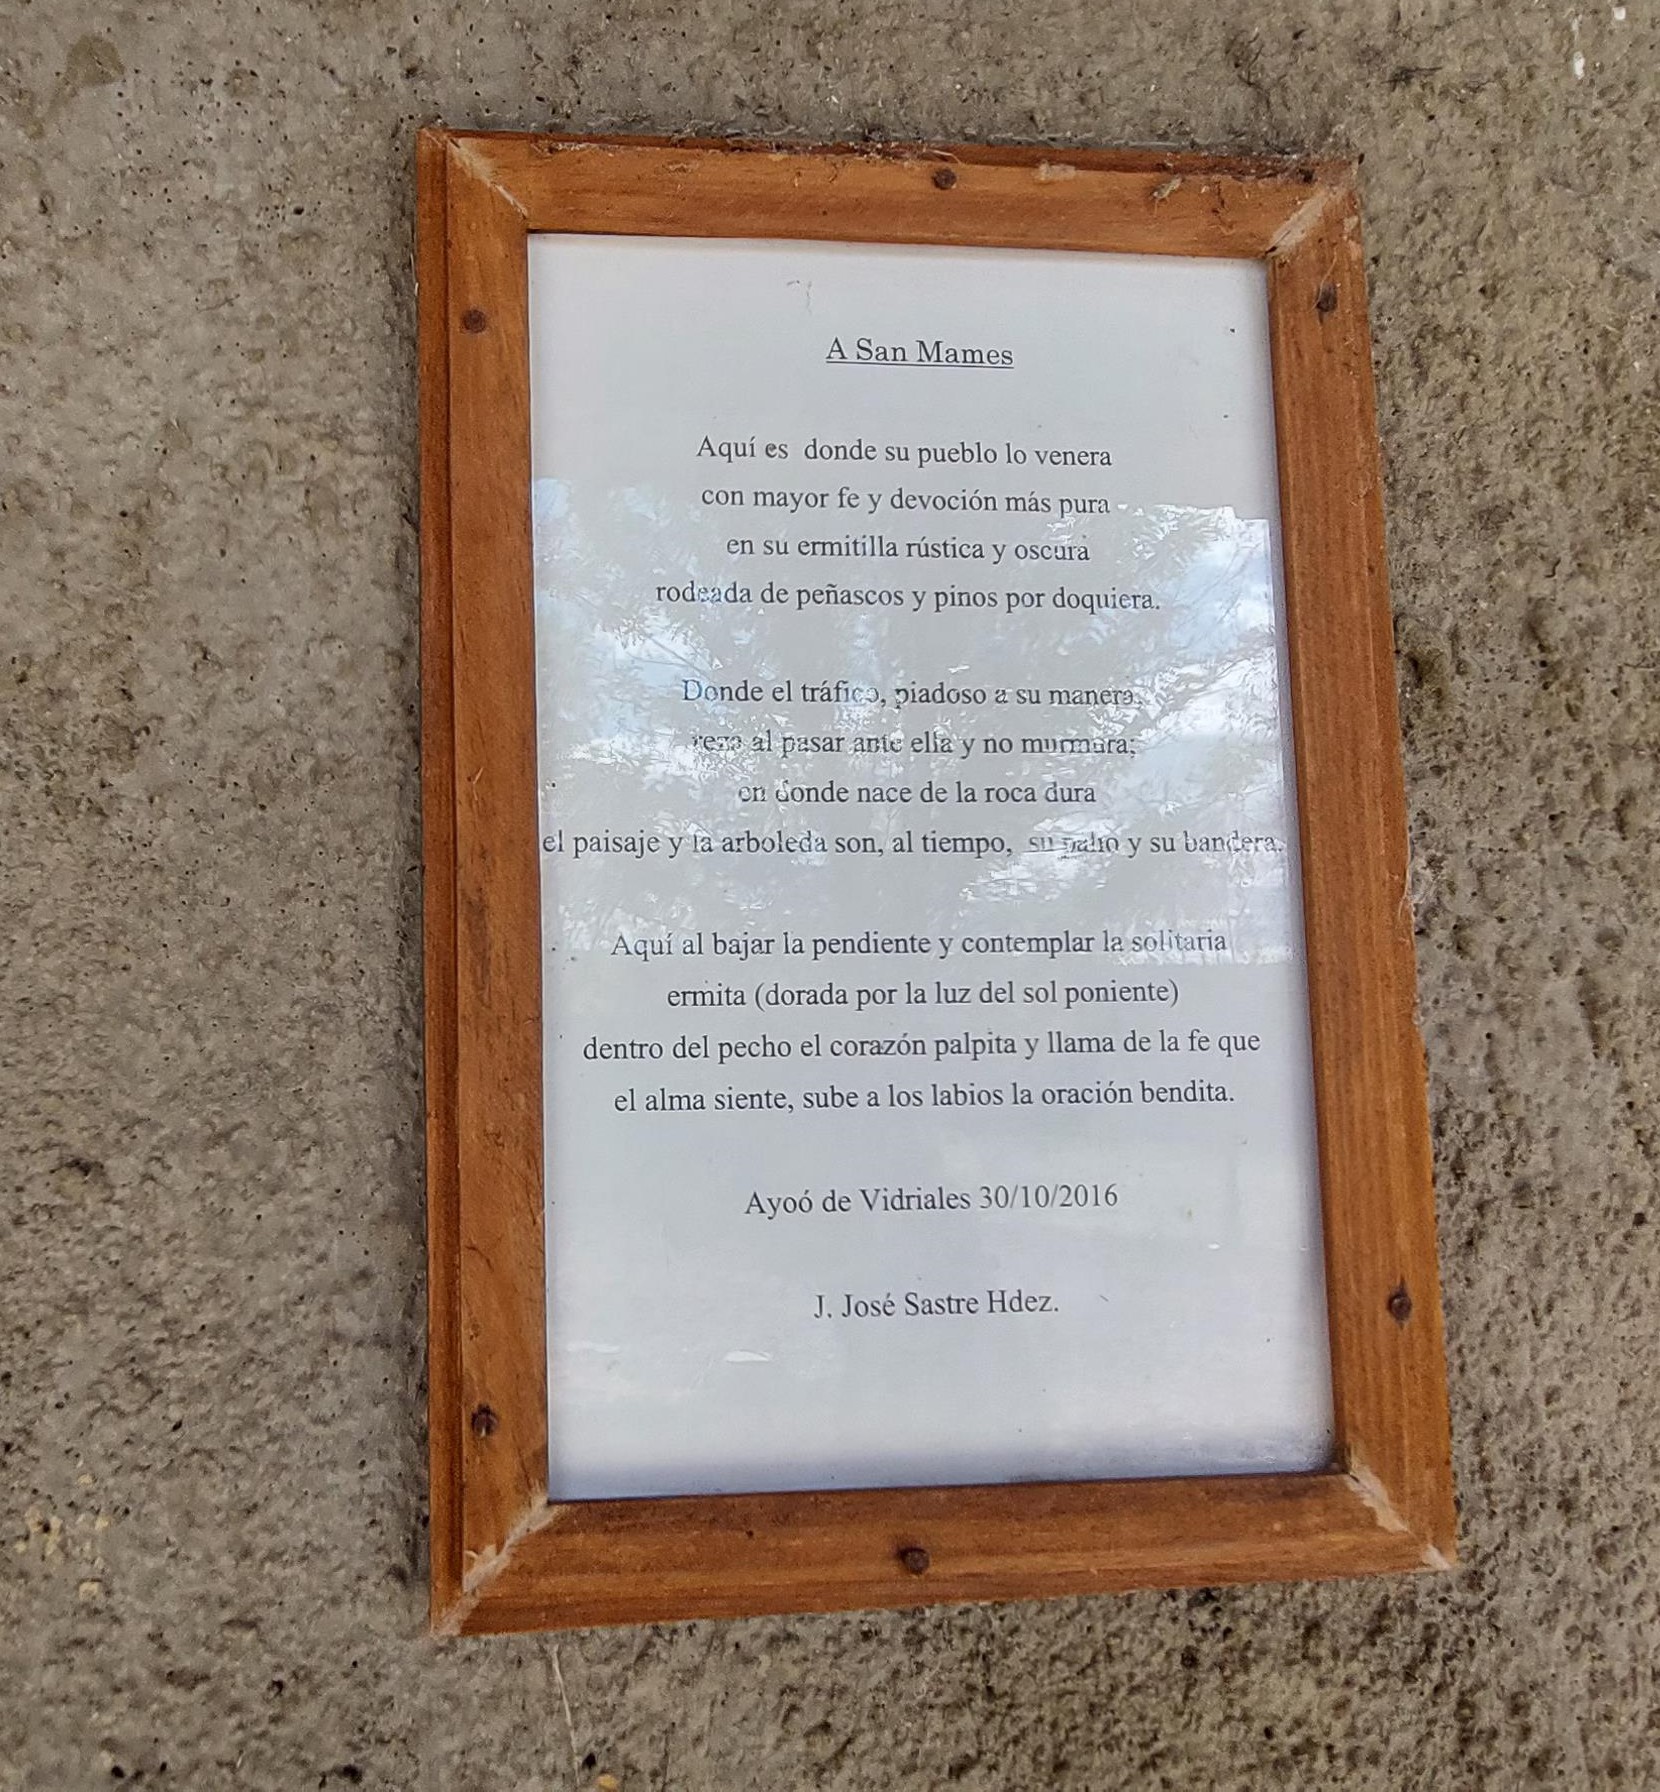 A San Mames
Aquí es donde su pueblo lo venera
con mayor fe y devoción más pura
en su ermitilla rústica y oscura
rodeada de peñascos y pinos por doquiera.
Donde el tráfico, piadoso a su manera,
reza al pasar ante ella y no murmura;
en donde nace de la roca dura
el paisaje y la arboleda son, al tiempo, su palio y su bandera.
Aquí al bajar la pendiente y contemplar la solitaria
ermita (dorada por la luz del sol poniente)
dentro del pecho el corazón palpita y llama de la fe que
el alma siente, sube a los labios la oración bendita.
Ayoó de Vidriales 30/10/2016
J. José Sastre Hdez.